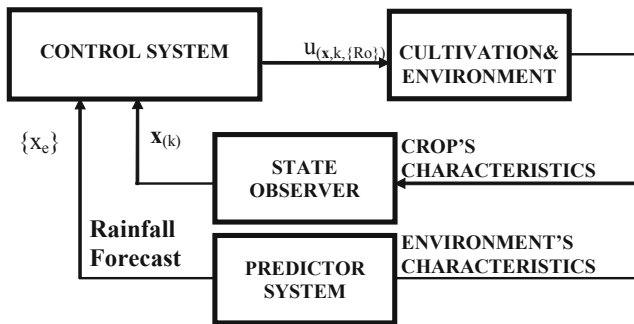 CONTROL SYSTEM
u(x,k,{Ro})
CULTIVATION&
ENVIRONMENT
{xe}
x(k)
STATE
OBSERVER
CROP'S
CHARACTERISTICS
Rainfall
Forecast
PREDICTOR
SYSTEM
ENVIRONMENT'S
CHARACTERISTICS